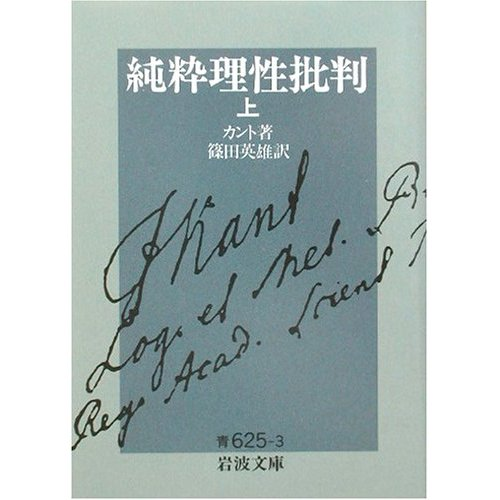 純粋理性批判
上
カント著
篠田英雄訳
I Kant
Log. et Met.
Reg. Acad. Scient
青625-3
岩波文庫